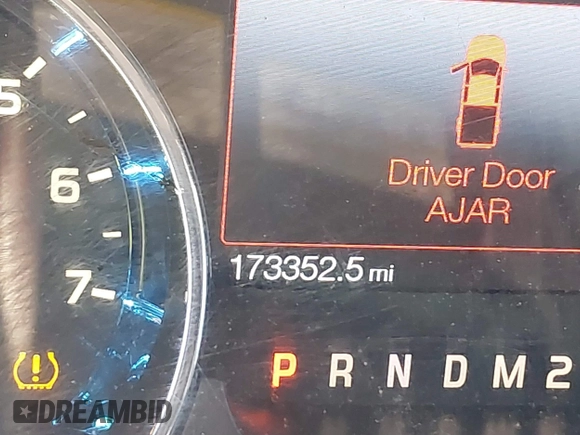 5
6
7
Driver Door
AJAR
173352.5 mi
P R N D M 2
DREAMBID